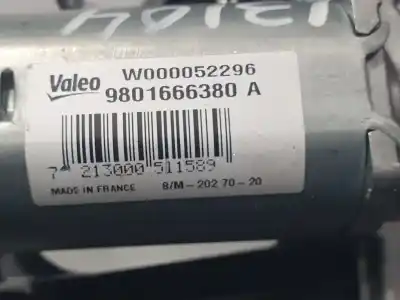 Valeo
W000052296
9801666380 A
7 213000 511589
MADE IN FRANCE
8/M-202 70-20